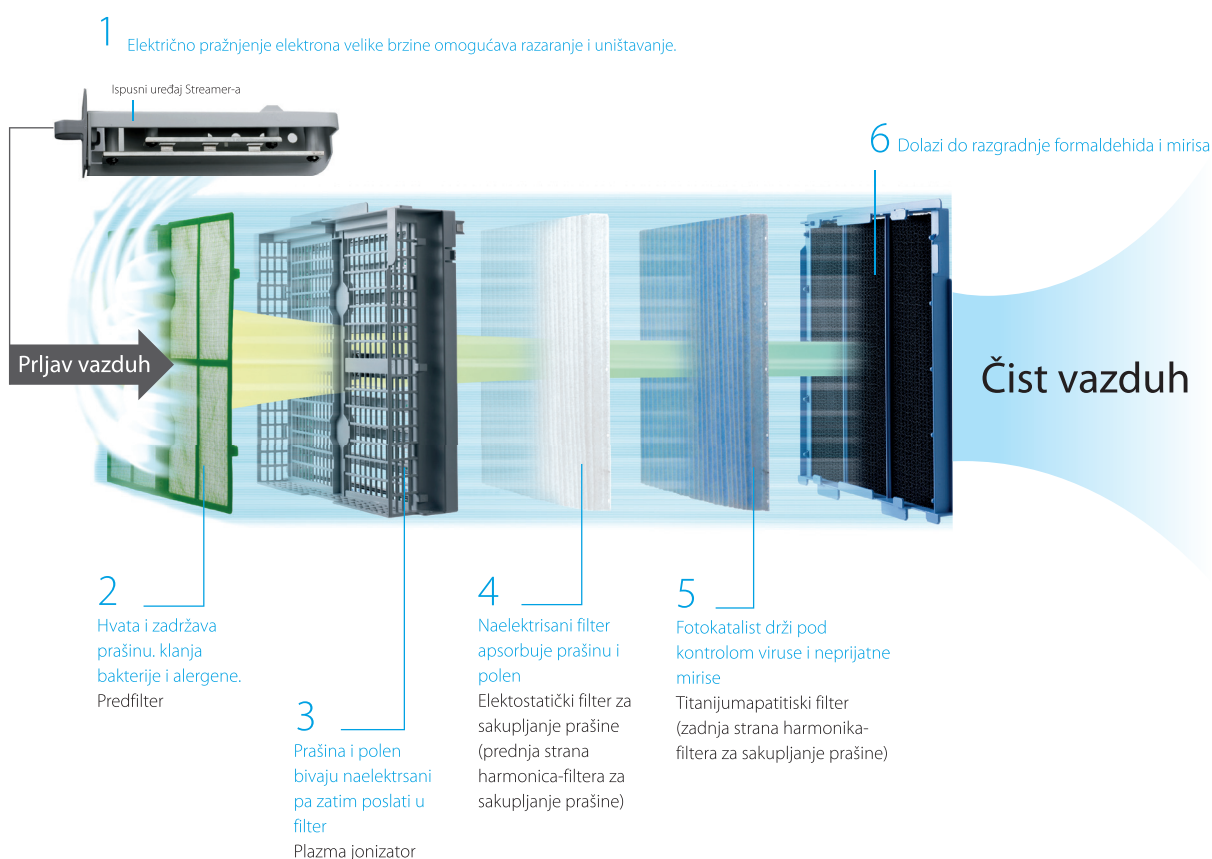 1 Električno pražnjenje elektrona velike brzine omogućava razaranje i uništavanje.
Ispusni uređaj Streamer-a
6 Dolazi do razgradnje formaldehida i mirisa
Prljav vazduh
Čist vazduh
2
Hvata i zadržava
prašinu. klanja
bakterije i alergene.
Predfilter
3
Prašina i polen
bivaju naelektrsani
pa zatim poslati u
filter
Plazma jonizator
4
Naelektrisani filter
apsorbuje prašinu i
polen
Elektostatički filter za
sakupljanje prašine
(prednja strana
harmonica-filtera za
sakupljanje prašine)
5
Fotokatalist drži pod
kontrolom viruse i neprijatne
mirise
Titanijumapatitiski filter
(zadnja strana harmonika-
filtera za sakupljanje prašine)